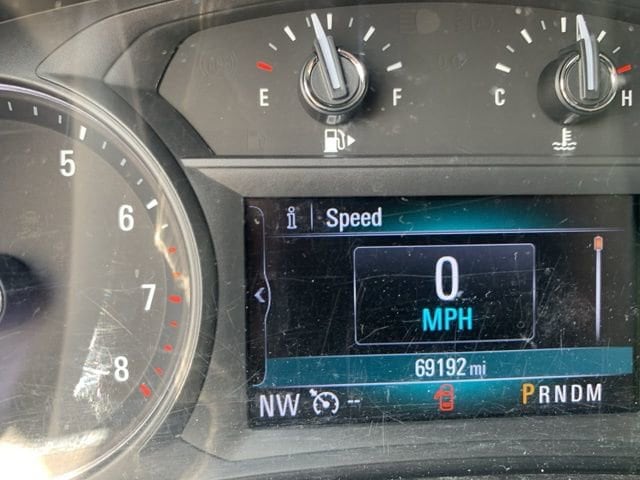 E F
C H
5
6
7
8
i Speed
0
MPH
69192 mi
NW -- PRNDM